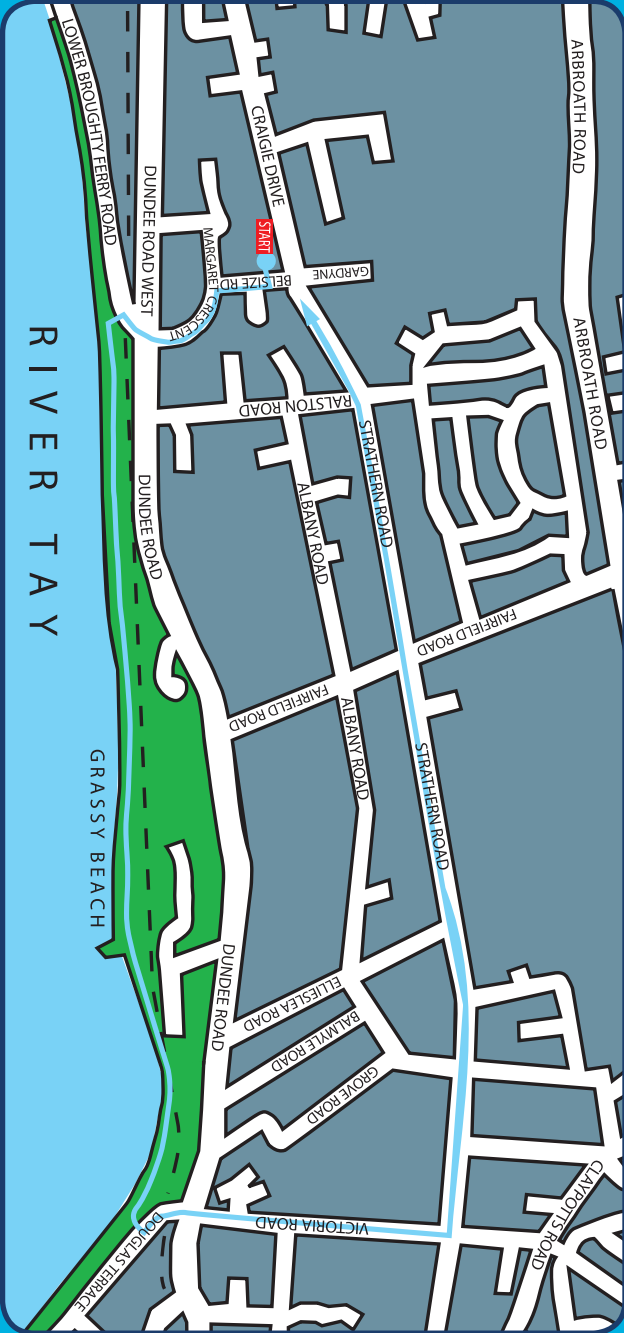 LOWER BROUGHTY FERRY ROAD
DUNDEE ROAD WEST
CRAIGIE DRIVE
ARBROATH ROAD
START
MARGARET CRESCENT
BELSIZE RD
GARDYNE
ARBROATH ROAD
RIVER TAY
RALSTON ROAD
STRATHERN ROAD
DUNDEE ROAD
ALBANY ROAD
FAIRFIELD ROAD
FAIRFIELD ROAD
ALBANY ROAD
STRATHERN ROAD
GRASSY BEACH
DUNDEE ROAD
ELLIESLEA ROAD
BALMYLE ROAD
GROVE ROAD
CLAYPOTTS ROAD
VICTORIA ROAD
DOUGLAS TERRACE